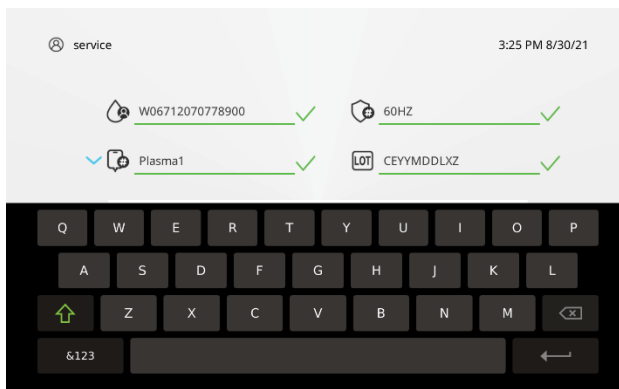 service 3:25 PM 8/30/21
W06712070778900 60HZ
Plasma1 LOT CEYYMDDLXZ
Q W E R T Y U I O P
A S D F G H J K L
Z X C V B N M
&123